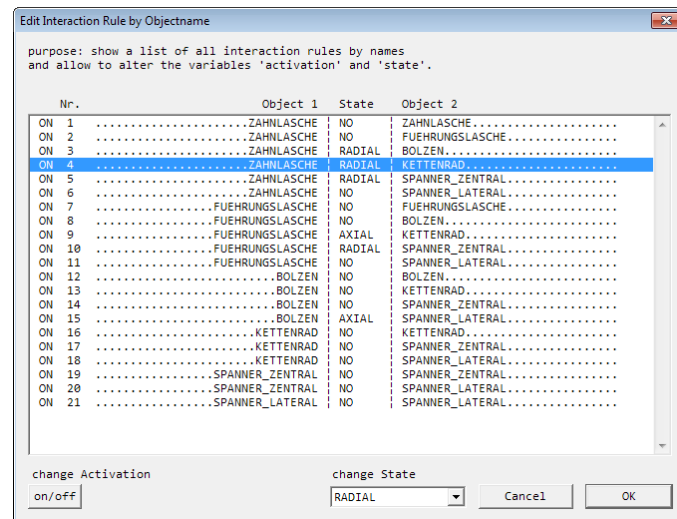 Edit Interaction Rule by Objectname
purpose: show a list of all interaction rules by names
and allow to alter the variables 'activation' and 'state'.
Nr. Object 1 State Object 2
ON 1 ......................ZAHNLASCHE ¦ NO ¦ ZAHNLASCHE.....................
ON 2 ......................ZAHNLASCHE ¦ NO ¦ FUEHRUNGSLASCHE................
ON 3 ......................ZAHNLASCHE ¦ RADIAL ¦ BOLZEN.........................
ON 4 ......................ZAHNLASCHE ¦ RADIAL ¦ KETTENRAD......................
ON 5 ......................ZAHNLASCHE ¦ RADIAL ¦ SPANNER_ZENTRAL................
ON 6 ......................ZAHNLASCHE ¦ NO ¦ SPANNER_LATERAL................
ON 7 .................FUEHRUNGSLASCHE ¦ NO ¦ FUEHRUNGSLASCHE................
ON 8 .................FUEHRUNGSLASCHE ¦ NO ¦ BOLZEN.........................
ON 9 .................FUEHRUNGSLASCHE ¦ AXIAL ¦ KETTENRAD......................
ON 10 .................FUEHRUNGSLASCHE ¦ RADIAL ¦ SPANNER_ZENTRAL................
ON 11 .................FUEHRUNGSLASCHE ¦ NO ¦ SPANNER_LATERAL................
ON 12 ..........................BOLZEN ¦ NO ¦ BOLZEN.........................
ON 13 ..........................BOLZEN ¦ NO ¦ KETTENRAD......................
ON 14 ..........................BOLZEN ¦ NO ¦ SPANNER_ZENTRAL................
ON 15 ..........................BOLZEN ¦ AXIAL ¦ SPANNER_LATERAL................
ON 16 .......................KETTENRAD ¦ NO ¦ KETTENRAD......................
ON 17 .......................KETTENRAD ¦ NO ¦ SPANNER_ZENTRAL................
ON 18 .......................KETTENRAD ¦ NO ¦ SPANNER_LATERAL................
ON 19 .................SPANNER_ZENTRAL ¦ NO ¦ SPANNER_ZENTRAL................
ON 20 .................SPANNER_ZENTRAL ¦ NO ¦ SPANNER_LATERAL................
ON 21 .................SPANNER_LATERAL ¦ NO ¦ SPANNER_LATERAL................
change Activation change State
on/off RADIAL Cancel OK